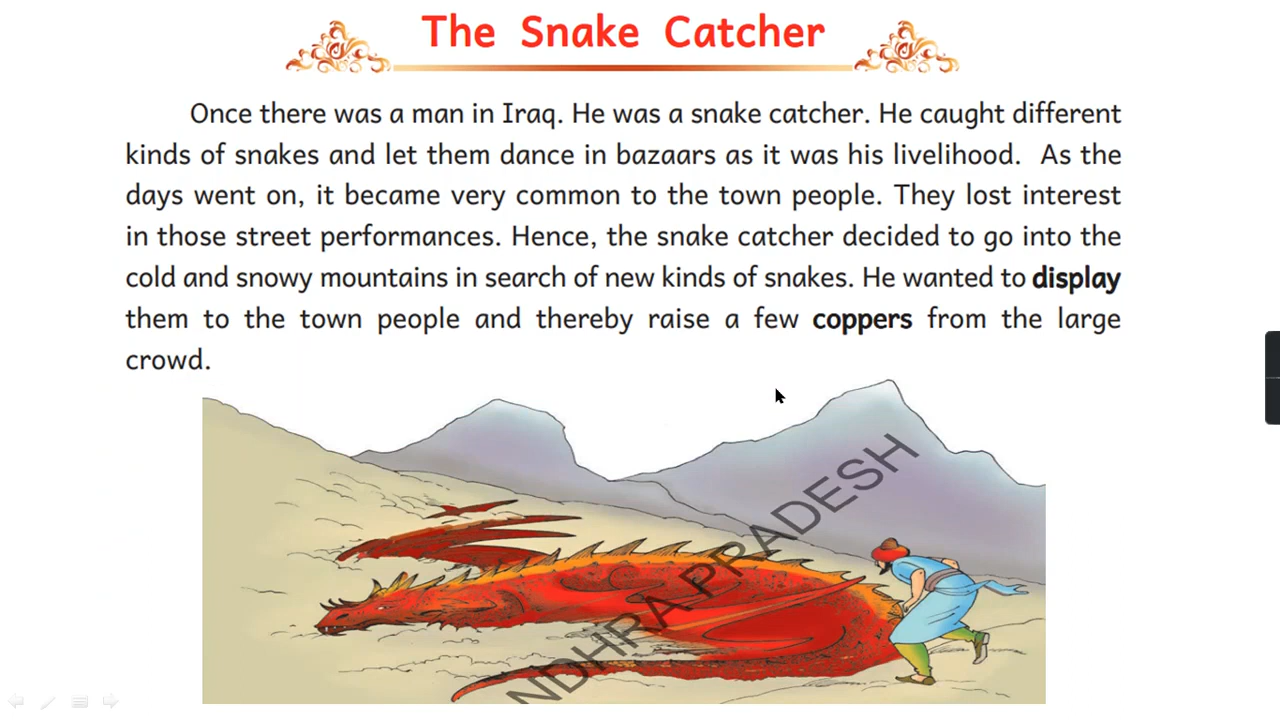 The Snake Catcher
Once there was a man in Iraq. He was a snake catcher. He caught different
kinds of snakes and let them dance in bazaars as it was his livelihood. As the
days went on, it became very common to the town people. They lost interest
in those street performances. Hence, the snake catcher decided to go into the
cold and snowy mountains in search of new kinds of snakes. He wanted to display
them to the town people and thereby raise a few coppers from the large
crowd.
NDHRA PRADESH